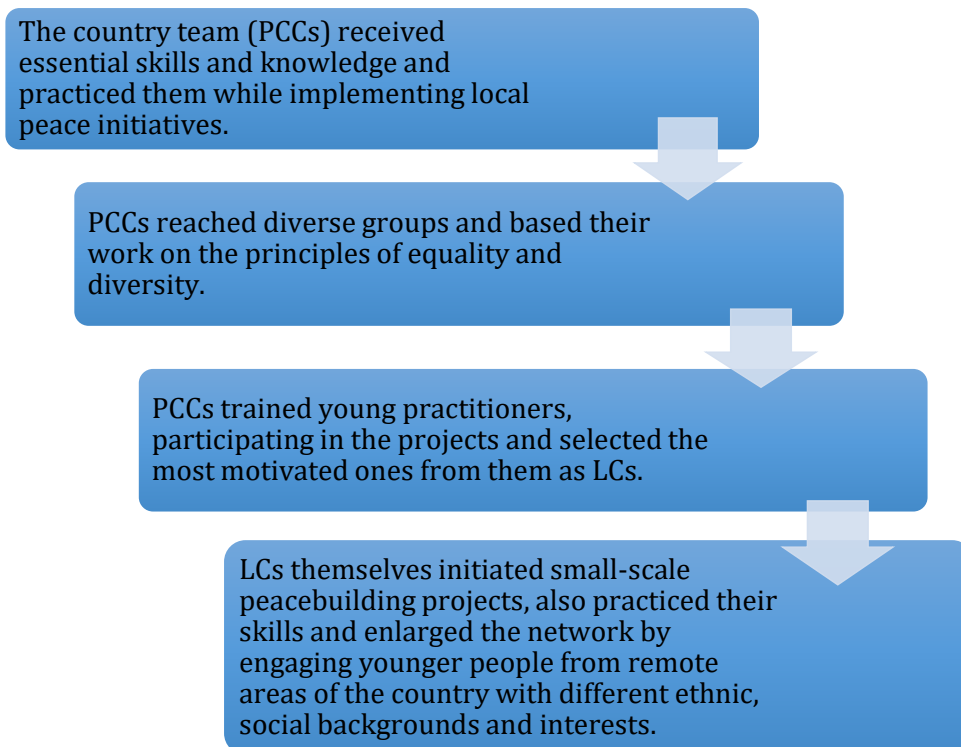 The country team (PCCs) received
essential skills and knowledge and
practiced them while implementing local
peace initiatives.
PCCs reached diverse groups and based their
work on the principles of equality and
diversity.
PCCs trained young practitioners,
participating in the projects and selected the
most motivated ones from them as LCs.
LCs themselves initiated small-scale
peacebuilding projects, also practiced their
skills and enlarged the network by
engaging younger people from remote
areas of the country with different ethnic,
social backgrounds and interests.